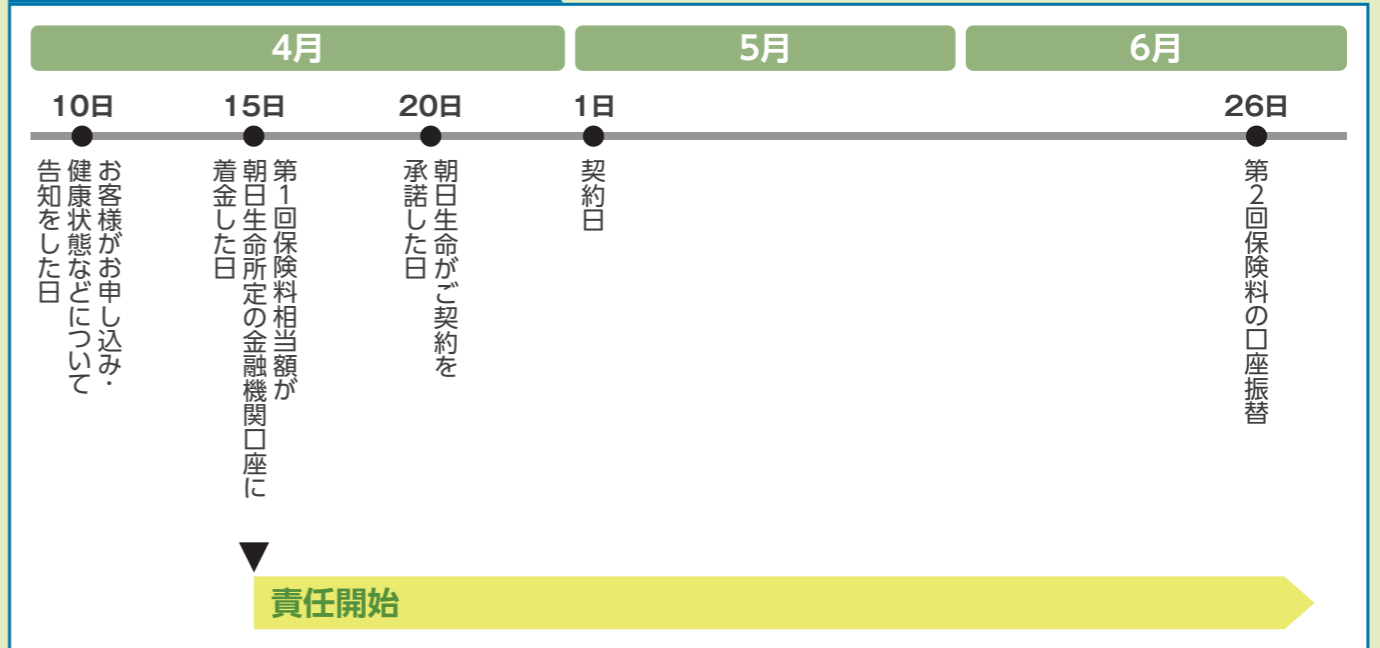 4月
5月
6月
10日
15日
20日
1日
26日
お客様がお申し込み・
健康状態などについて
告知をした日
第1回保険料相当額が
朝日生命所定の金融機関口座に
着金した日
朝日生命がご契約を
承諾した日
契約日
第2回保険料の口座振替
責任開始